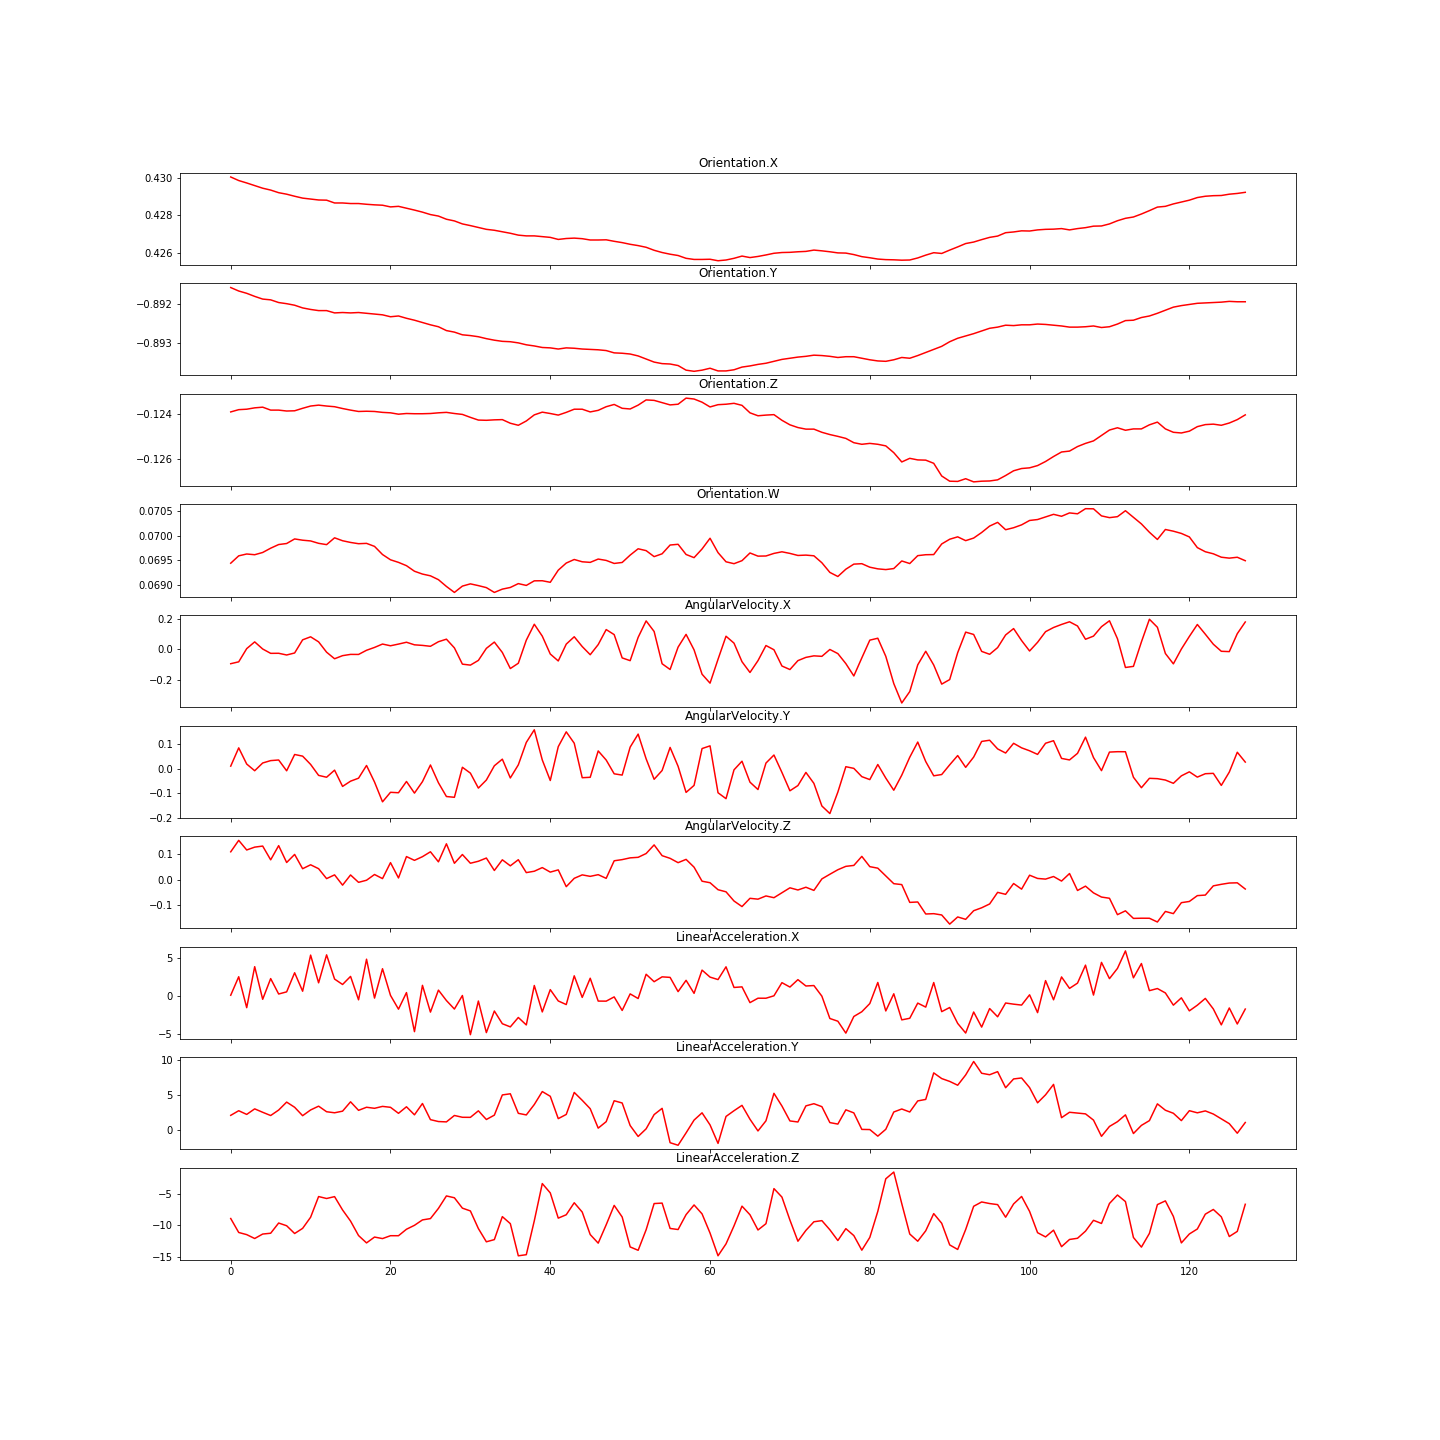 Orientation.X
0.430
0.428
0.426
Orientation.Y
−0.892
−0.893
Orientation.Z
−0.124
−0.126
Orientation.W
0.0705
0.0700
0.0695
0.0690
AngularVelocity.X
0.2
0.0
−0.2
AngularVelocity.Y
0.1
0.0
−0.1
−0.2
AngularVelocity.Z
0.1
0.0
−0.1
LinearAcceleration.X
5
0
−5
LinearAcceleration.Y
10
5
0
LinearAcceleration.Z
−5
−10
−15
0 20 40 60 80 100 120